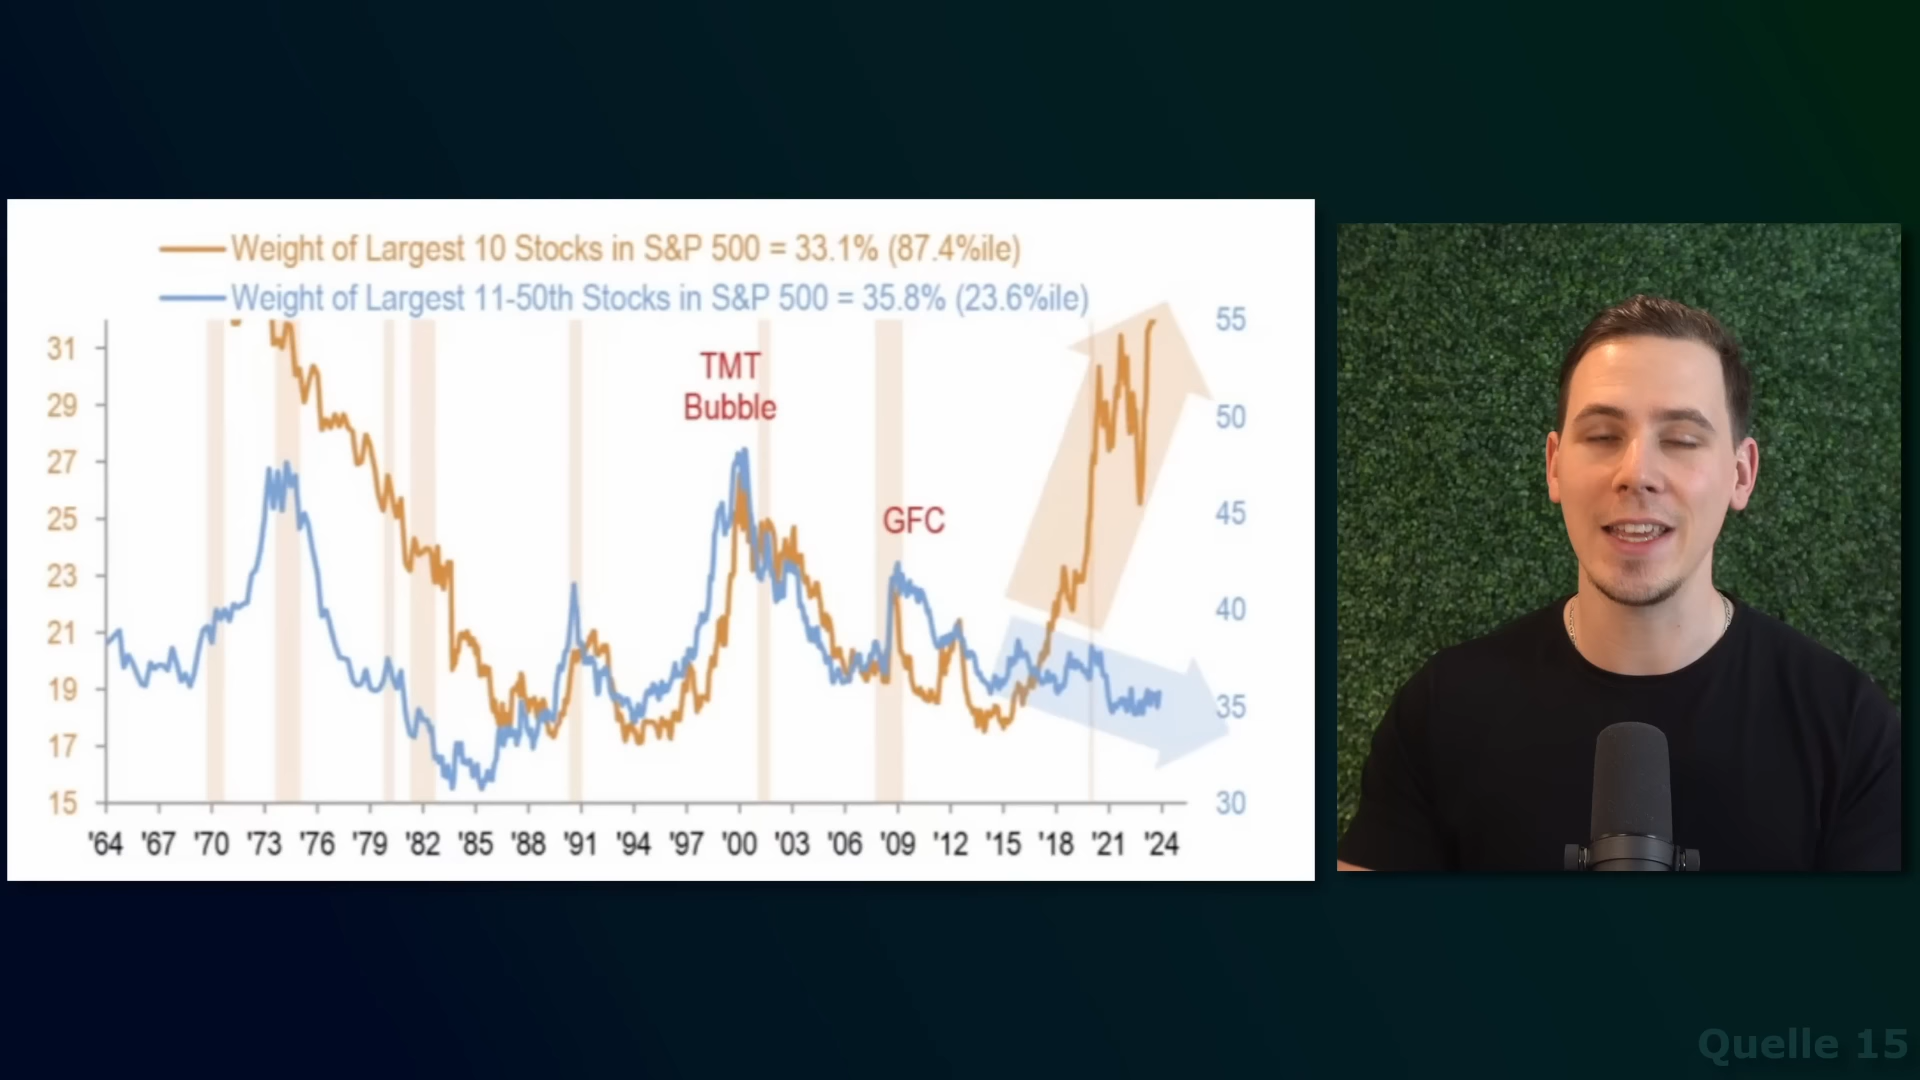 Weight of Largest 10 Stocks in S&P 500 = 33.1% (87.4%ile)
Weight of Largest 11-50th Stocks in S&P 500 = 35.8% (23.6%ile)
31
29
27
25
23
21
19
17
15
TMT
Bubble
GFC
55
50
45
40
35
30
'64 '67 '70 '73 '76 '79 '82 '85 '88 '91 '94 '97 '00 '03 '06 '09 '12 '15 '18 '21 '24
Quelle 15